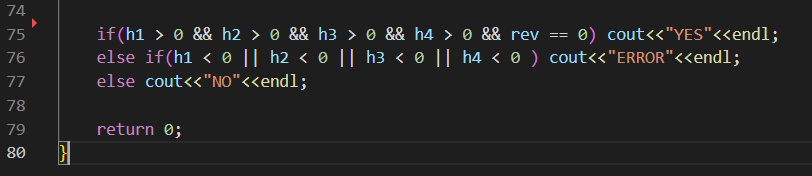 74
75 if(h1 > 0 && h2 > 0 && h3 > 0 && h4 > 0 && rev == 0) cout<<"YES"<<endl;
76 else if(h1 < 0 || h2 < 0 || h3 < 0 || h4 < 0 ) cout<<"ERROR"<<endl;
77 else cout<<"NO"<<endl;
78
79 return 0;
80 }